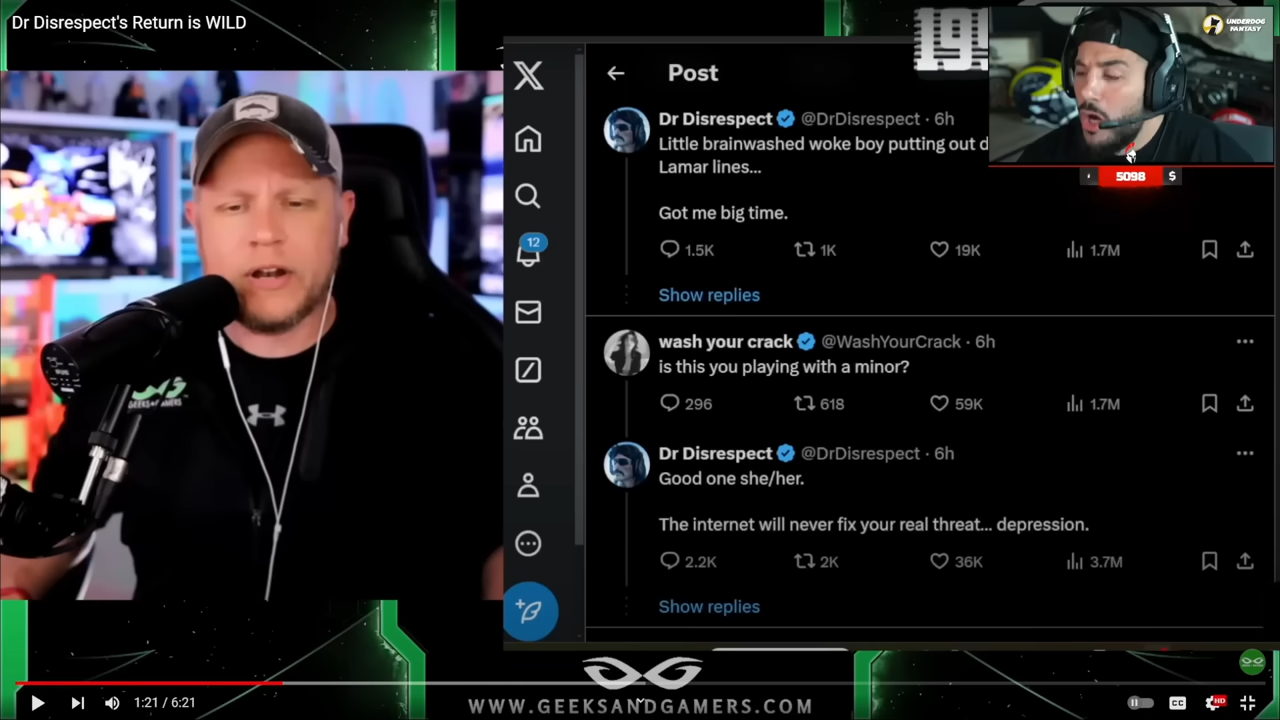 Dr Disrespect's Return is WILD
UNDERDOG
FANTASY
19
Post
Dr Disrespect @DrDisrespect · 6h
Little brainwashed woke boy putting out d
Lamar lines...
Got me big time.
1.5K 1K 19K 1.7M
Show replies
5098 $
12
wash your crack @WashYourCrack · 6h
is this you playing with a minor?
296 618 59K 1.7M
Dr Disrespect @DrDisrespect · 6h
Good one she/her.
The internet will never fix your real threat... depression.
2.2K 2K 36K 3.7M
Show replies
GEEKS+GAMERS
WWW.GEEKSANDGAMERS.COM
1:21 / 6:21
CC
HD